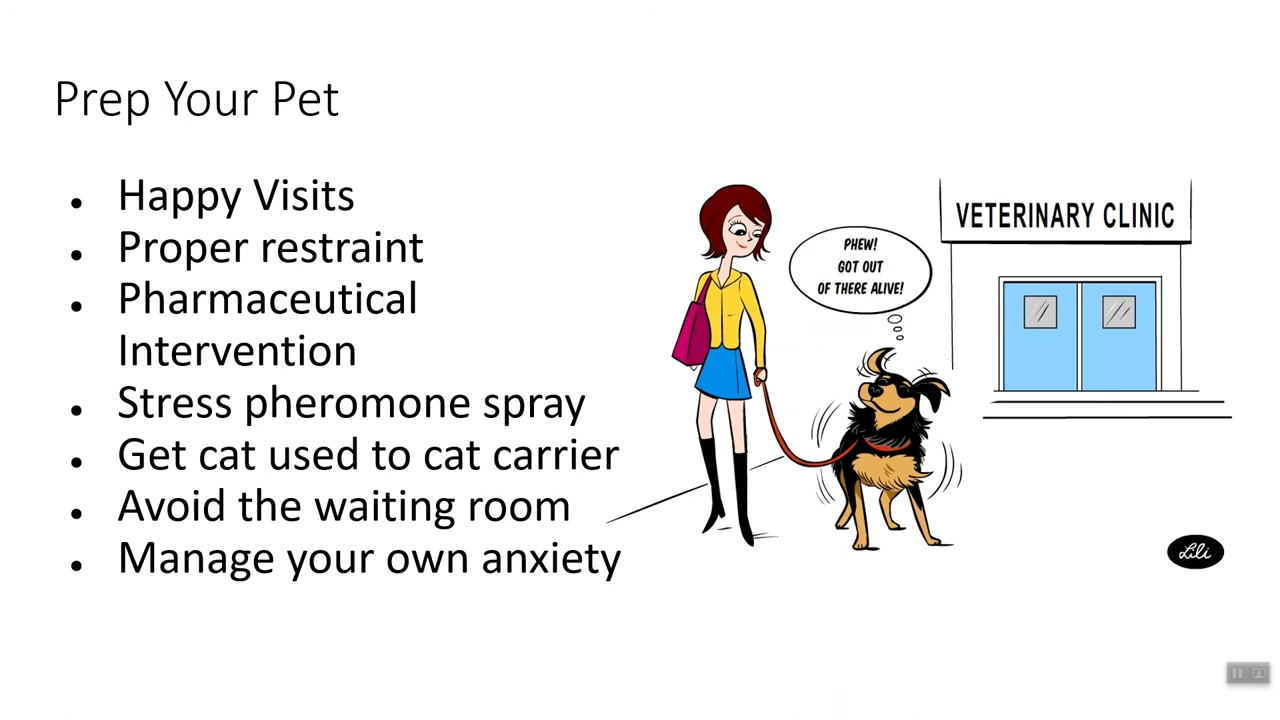 Prep Your Pet
• Happy Visits
• Proper restraint
• Pharmaceutical
Intervention
• Stress pheromone spray
• Get cat used to cat carrier
• Avoid the waiting room
• Manage your own anxiety
PHEW!
GOT OUT
OF THERE ALIVE!
VETERINARY CLINIC
Lili